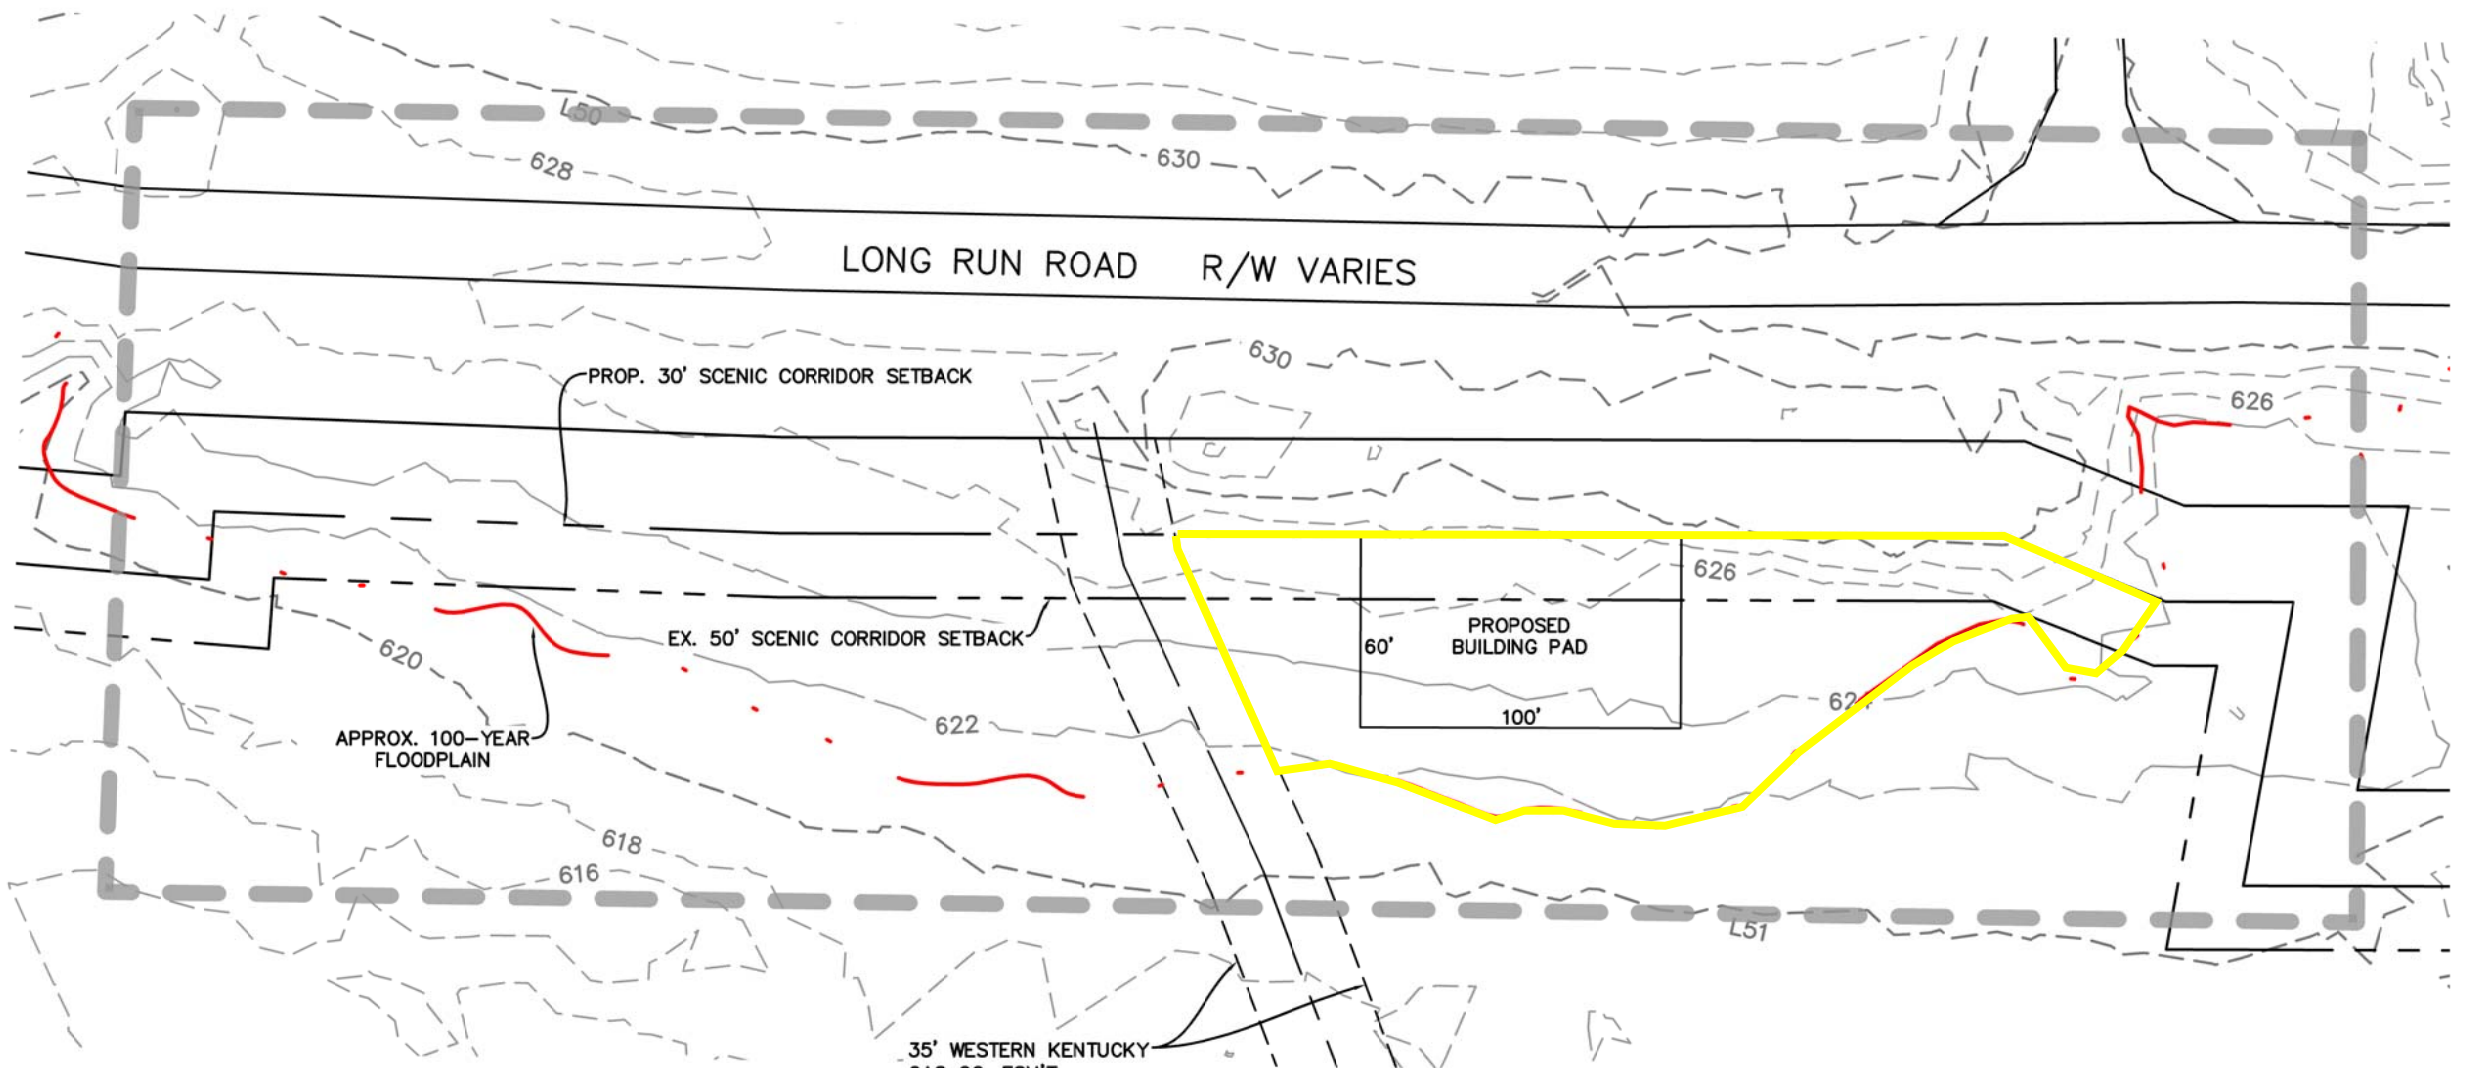 L50
628
630
LONG RUN ROAD R/W VARIES
630
PROP. 30' SCENIC CORRIDOR SETBACK
626
626
PROPOSED
BUILDING PAD
60'
EX. 50' SCENIC CORRIDOR SETBACK
620
100'
622
APPROX. 100-YEAR
FLOODPLAIN
618
616
L51
35' WESTERN KENTUCKY